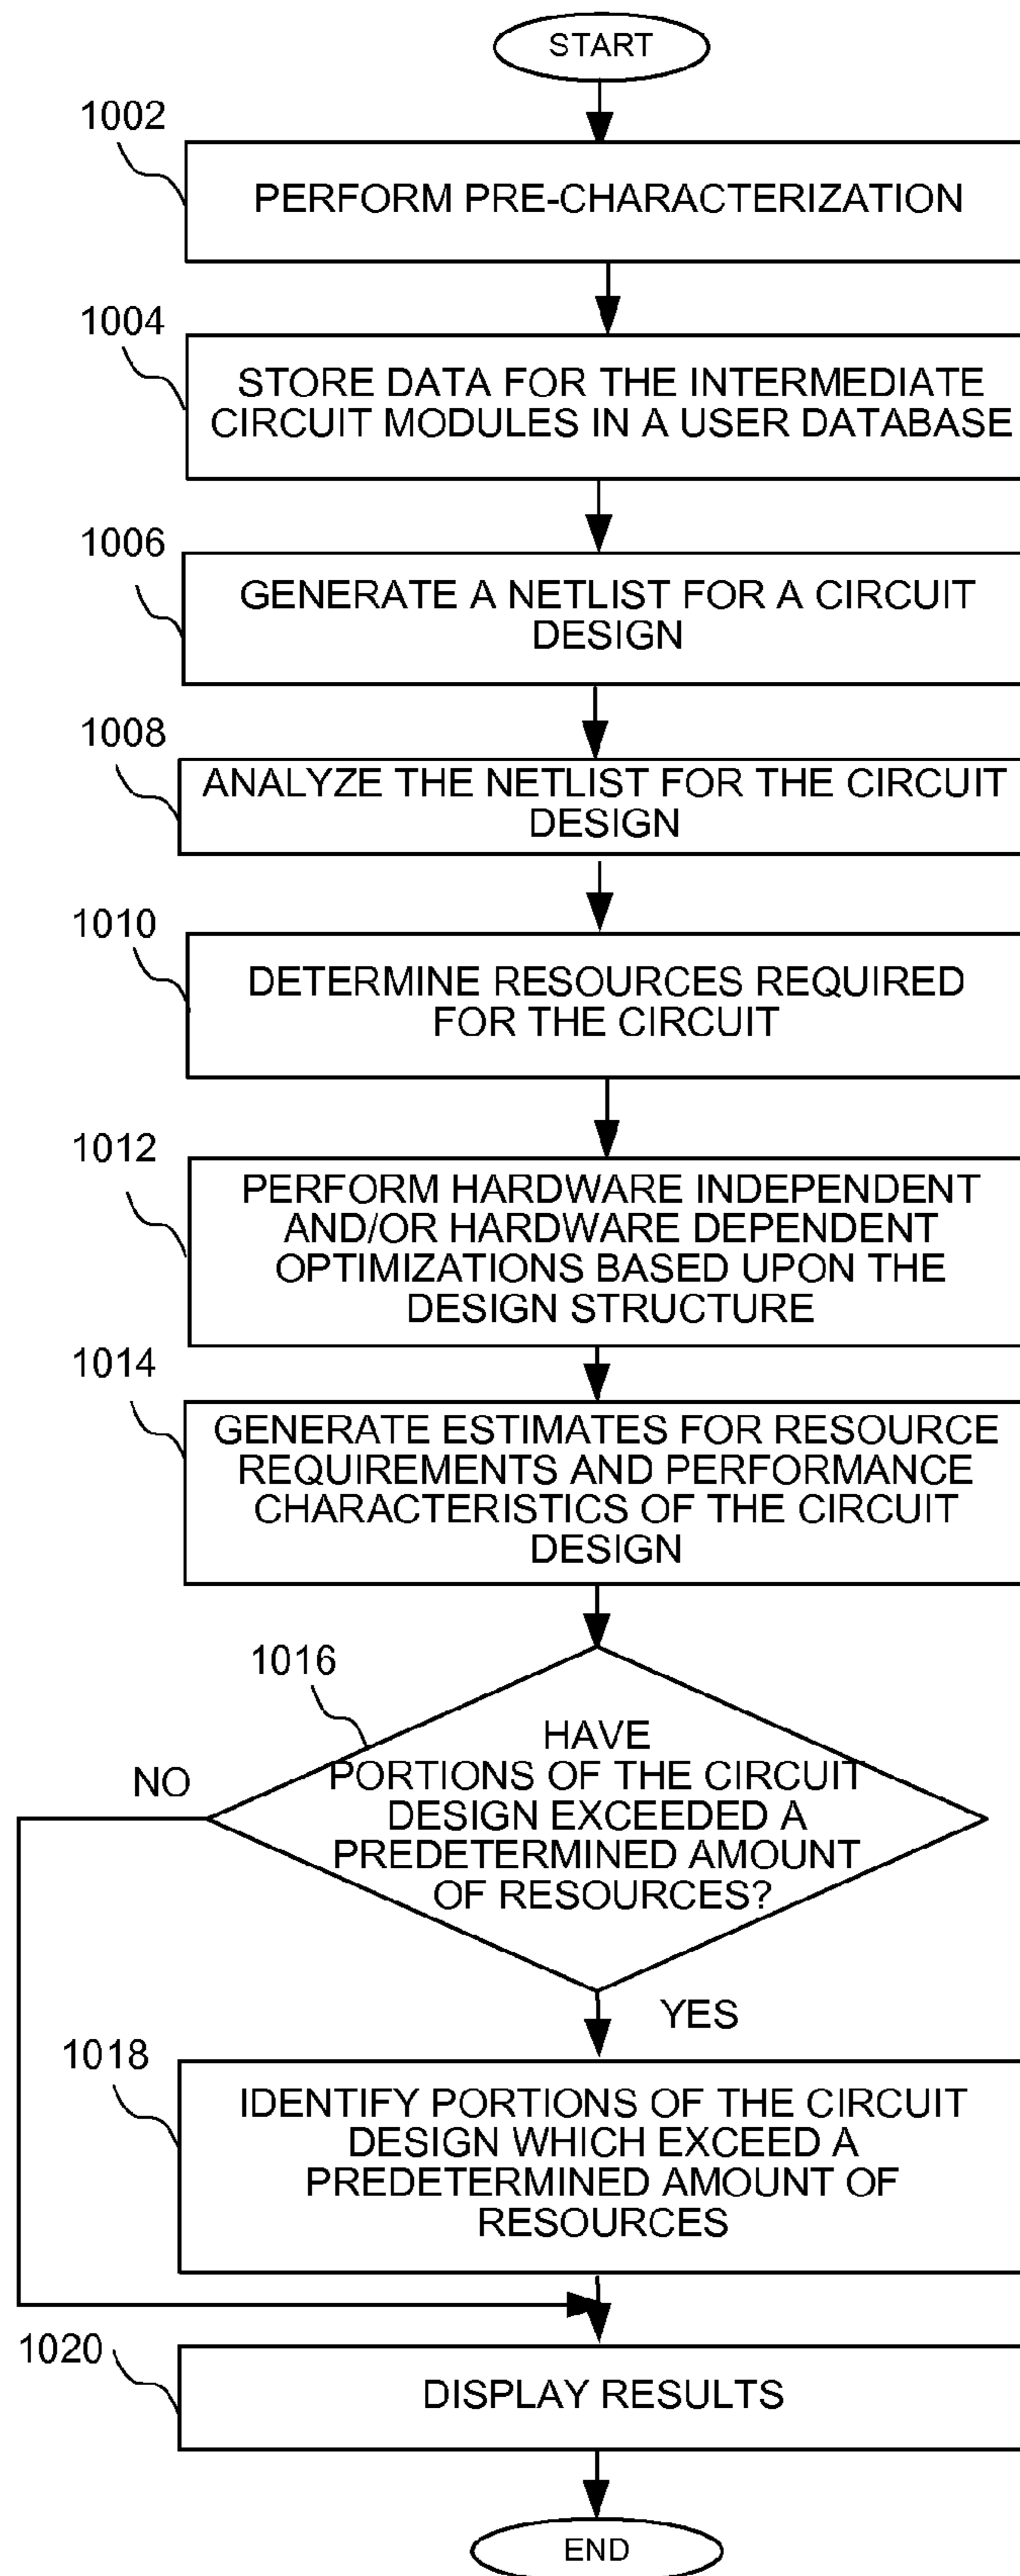 START
1002
PERFORM PRE-CHARACTERIZATION
1004
STORE DATA FOR THE INTERMEDIATE
CIRCUIT MODULES IN A USER DATABASE
1006
GENERATE A NETLIST FOR A CIRCUIT
DESIGN
1008
ANALYZE THE NETLIST FOR THE CIRCUIT
DESIGN
1010
DETERMINE RESOURCES REQUIRED
FOR THE CIRCUIT
1012
PERFORM HARDWARE INDEPENDENT
AND/OR HARDWARE DEPENDENT
OPTIMIZATIONS BASED UPON THE
DESIGN STRUCTURE
1014
GENERATE ESTIMATES FOR RESOURCE
REQUIREMENTS AND PERFORMANCE
CHARACTERISTICS OF THE CIRCUIT
DESIGN
1016
HAVE
PORTIONS OF THE CIRCUIT
DESIGN EXCEEDED A
PREDETERMINED AMOUNT
OF RESOURCES?
NO
YES
1018
IDENTIFY PORTIONS OF THE CIRCUIT
DESIGN WHICH EXCEED A
PREDETERMINED AMOUNT OF
RESOURCES
1020
DISPLAY RESULTS
END